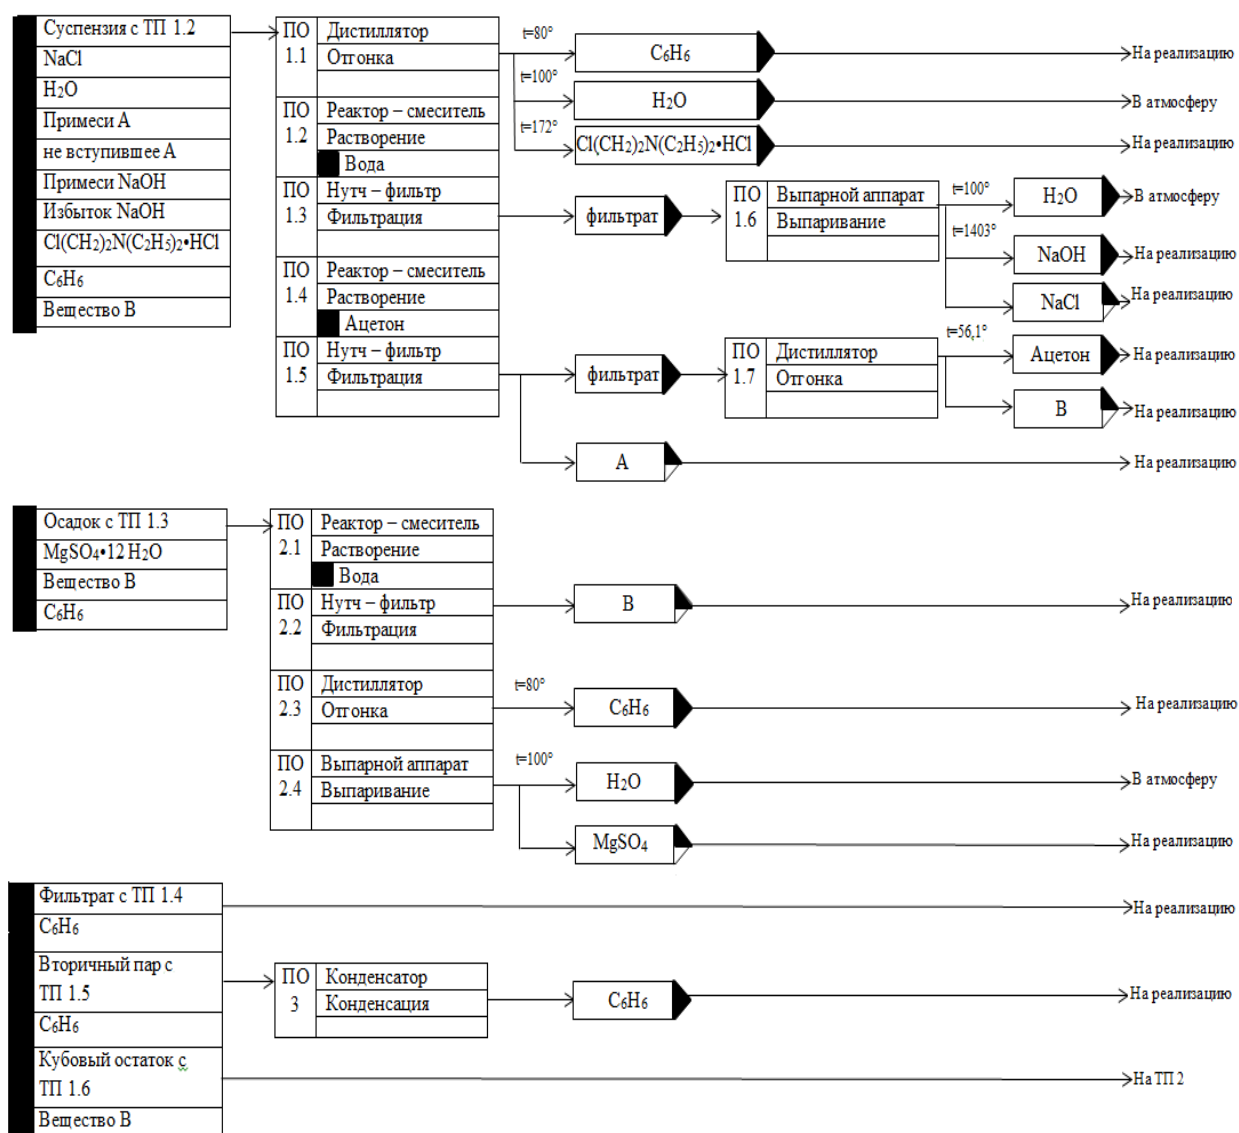 Суспензия с ТП 1.2
NaCl
H₂O
Примеси А
не вступившее А
Примеси NaOH
Избыток NaOH
Cl(CH₂)₂N(C₂H₅)₂•HCl
C₆H₆
Вещество В
ПО 1.1
Дистиллятор
Отгонка
ПО 1.2
Реактор – смеситель
Растворение
Вода
ПО 1.3
Нутч – фильтр
Фильтрация
ПО 1.4
Реактор – смеситель
Растворение
Ацетон
ПО 1.5
Нутч – фильтр
Фильтрация
t=80°
C₆H₆
На реализацию
t=100°
H₂O
В атмосферу
t=172°
Cl(CH₂)₂N(C₂H₅)₂•HCl
На реализацию
фильтрат
ПО 1.6
Выпарной аппарат
Выпаривание
t=100°
H₂O
В атмосферу
t=1403°
NaOH
На реализацию
NaCl
На реализацию
фильтрат
ПО 1.7
Дистиллятор
Отгонка
t=56,1°
Ацетон
На реализацию
В
На реализацию
А
На реализацию
Осадок с ТП 1.3
MgSO₄•12 H₂O
Вещество В
C₆H₆
ПО 2.1
Реактор – смеситель
Растворение
Вода
ПО 2.2
Нутч – фильтр
Фильтрация
ПО 2.3
Дистиллятор
Отгонка
ПО 2.4
Выпарной аппарат
Выпаривание
В
На реализацию
t=80°
C₆H₆
На реализацию
t=100°
H₂O
В атмосферу
MgSO₄
На реализацию
Фильтрат с ТП 1.4
C₆H₆
На реализацию
Вторичный пар с
ТП 1.5
C₆H₆
ПО 3
Конденсатор
Конденсация
C₆H₆
На реализацию
Кубовый остаток с
ТП 1.6
Вещество В
На ТП 2